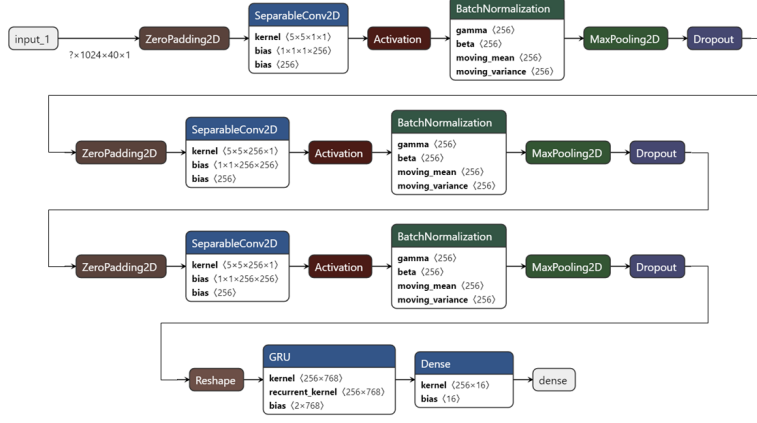 input_1
?×1024×40×1
ZeroPadding2D
SeparableConv2D
kernel ⟨5×5×1×1⟩
bias ⟨1×1×1×256⟩
bias ⟨256⟩
Activation
BatchNormalization
gamma ⟨256⟩
beta ⟨256⟩
moving_mean ⟨256⟩
moving_variance ⟨256⟩
MaxPooling2D
Dropout
ZeroPadding2D
SeparableConv2D
kernel ⟨5×5×256×1⟩
bias ⟨1×1×256×256⟩
bias ⟨256⟩
Activation
BatchNormalization
gamma ⟨256⟩
beta ⟨256⟩
moving_mean ⟨256⟩
moving_variance ⟨256⟩
MaxPooling2D
Dropout
ZeroPadding2D
SeparableConv2D
kernel ⟨5×5×256×1⟩
bias ⟨1×1×256×256⟩
bias ⟨256⟩
Activation
BatchNormalization
gamma ⟨256⟩
beta ⟨256⟩
moving_mean ⟨256⟩
moving_variance ⟨256⟩
MaxPooling2D
Dropout
Reshape
GRU
kernel ⟨256×768⟩
recurrent_kernel ⟨256×768⟩
bias ⟨2×768⟩
Dense
kernel ⟨256×16⟩
bias ⟨16⟩
dense